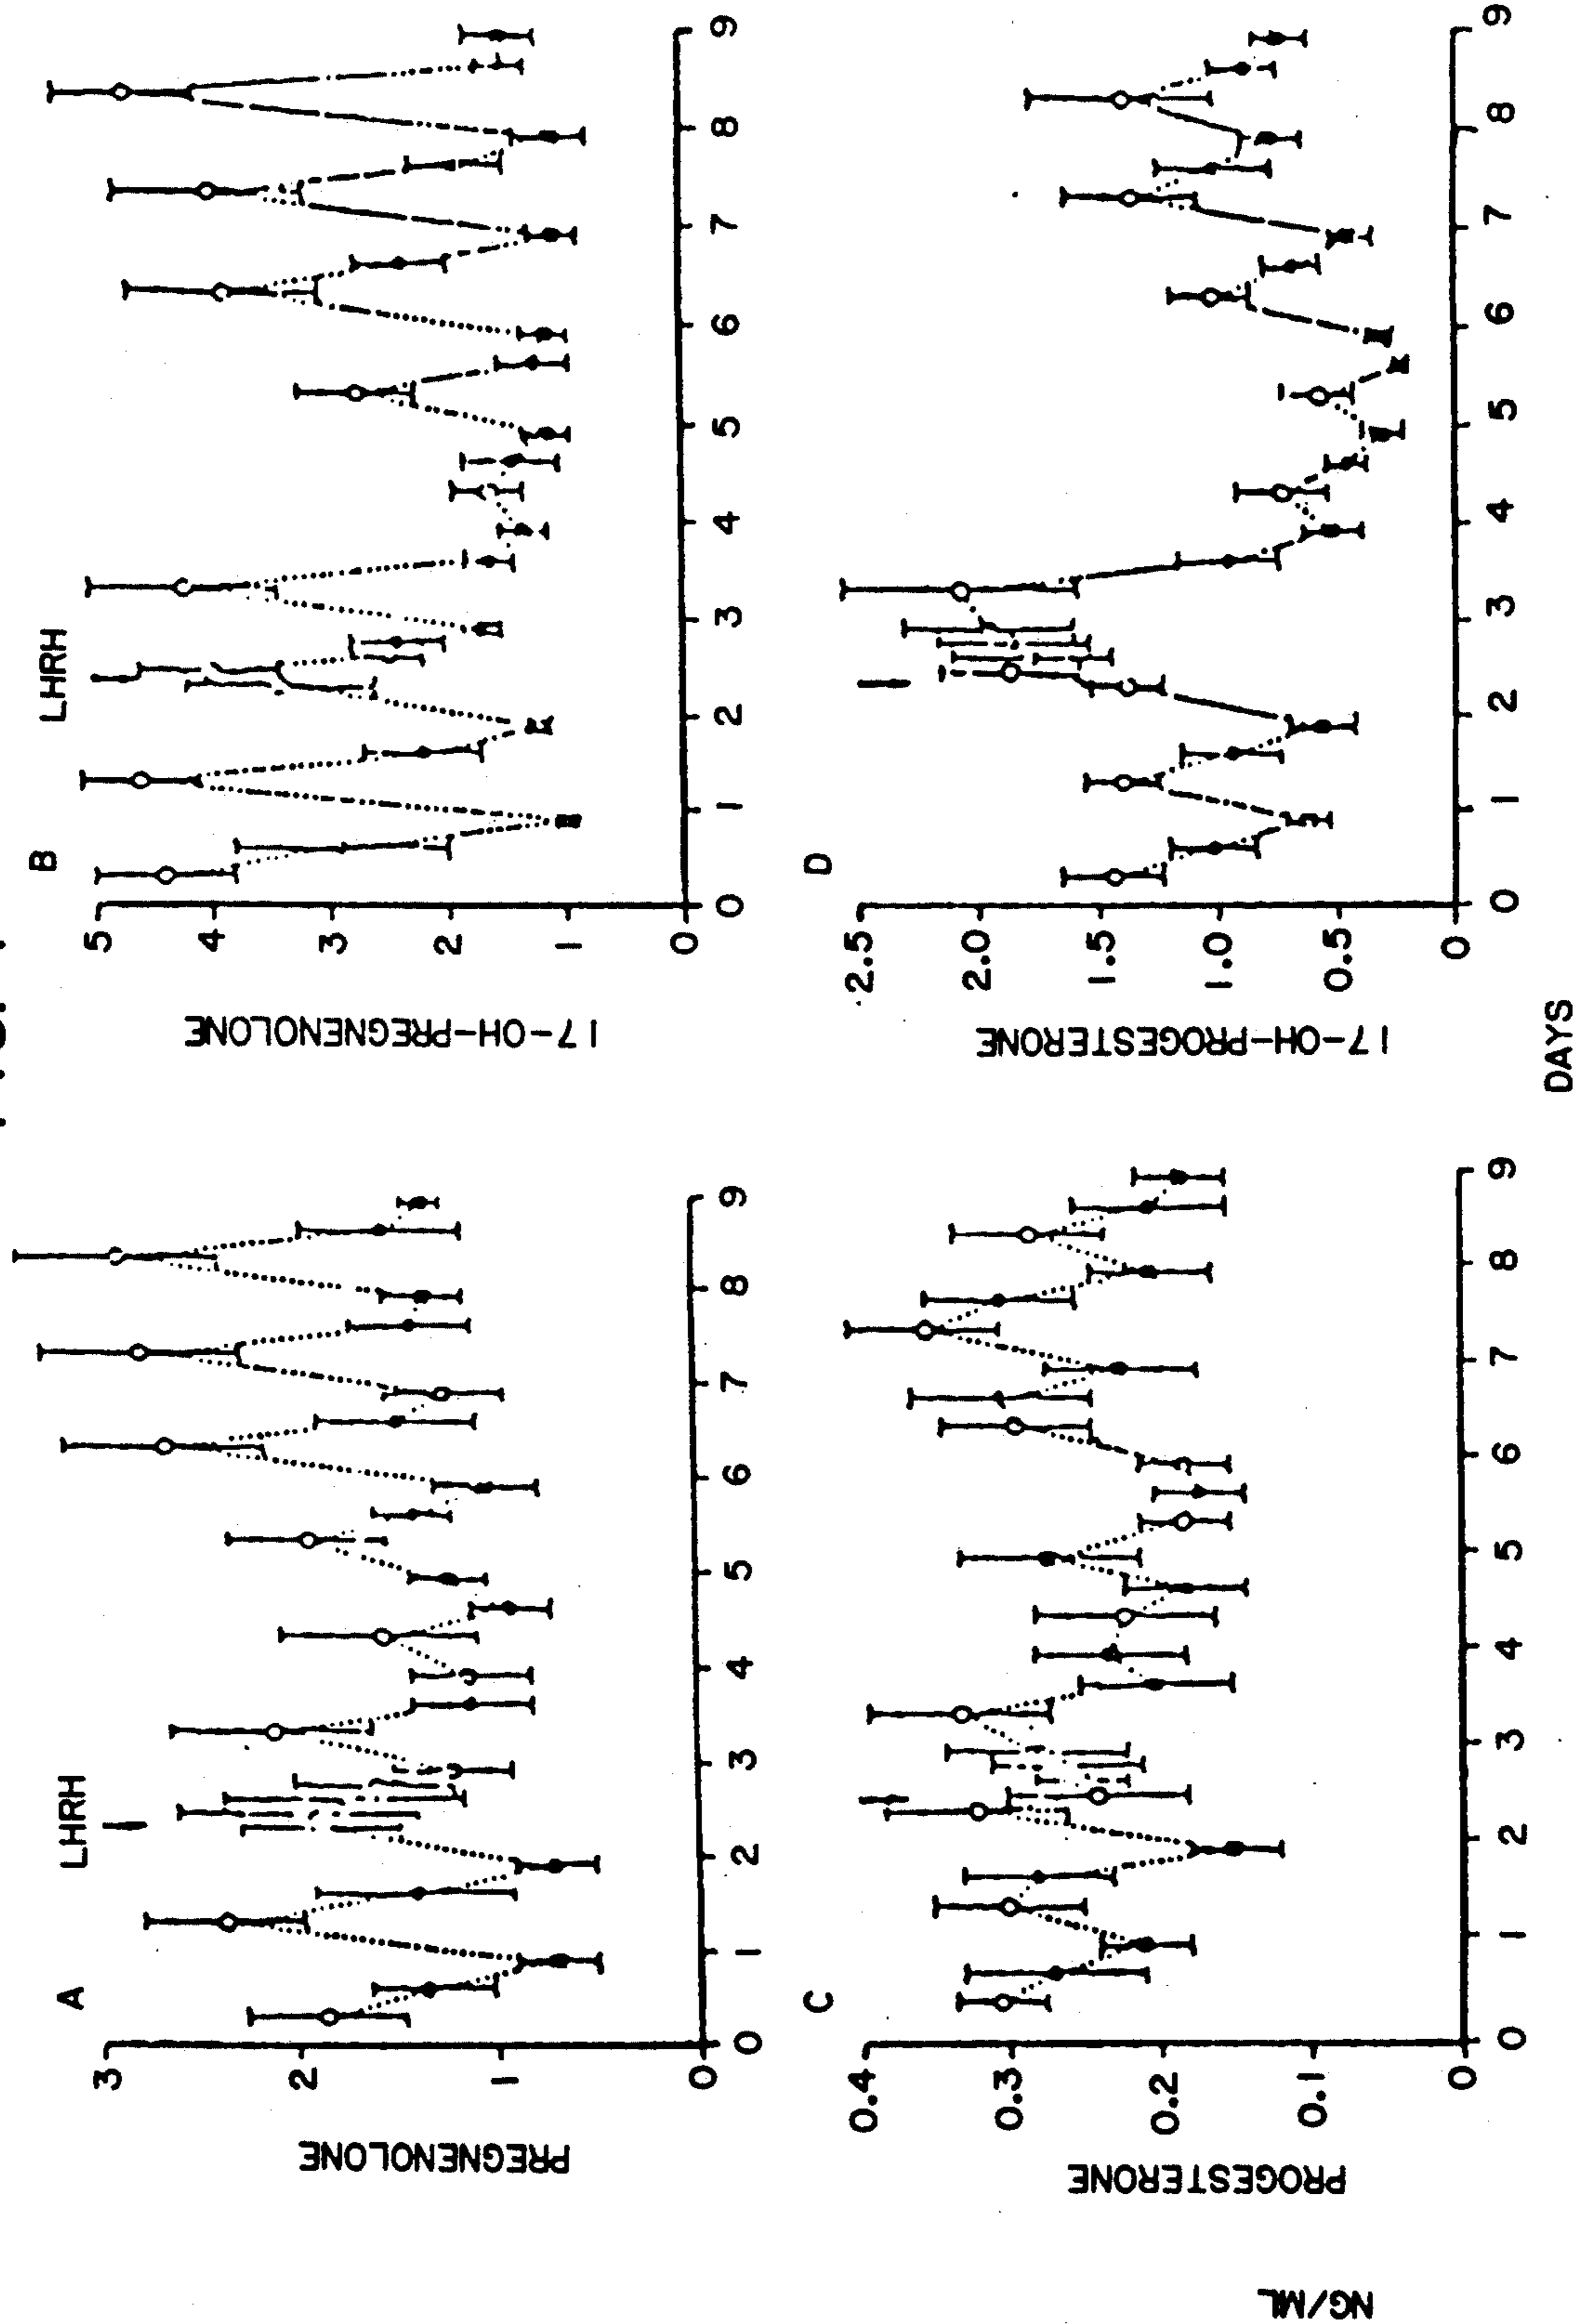 A
LHRH
PREGNENOLONE
3
2
1
0
0 1 2 3 4 5 6 7 8 9
B
LHRH
17-OH-PREGNENOLONE
5
4
3
2
1
0
0 1 2 3 4 5 6 7 8 9
C
PROGESTERONE
0.4
0.3
0.2
0.1
0
0 1 2 3 4 5 6 7 8 9
D
17-OH-PROGESTERONE
2.5
2.0
1.5
1.0
0.5
0
0 1 2 3 4 5 6 7 8 9
NG/ML
DAYS